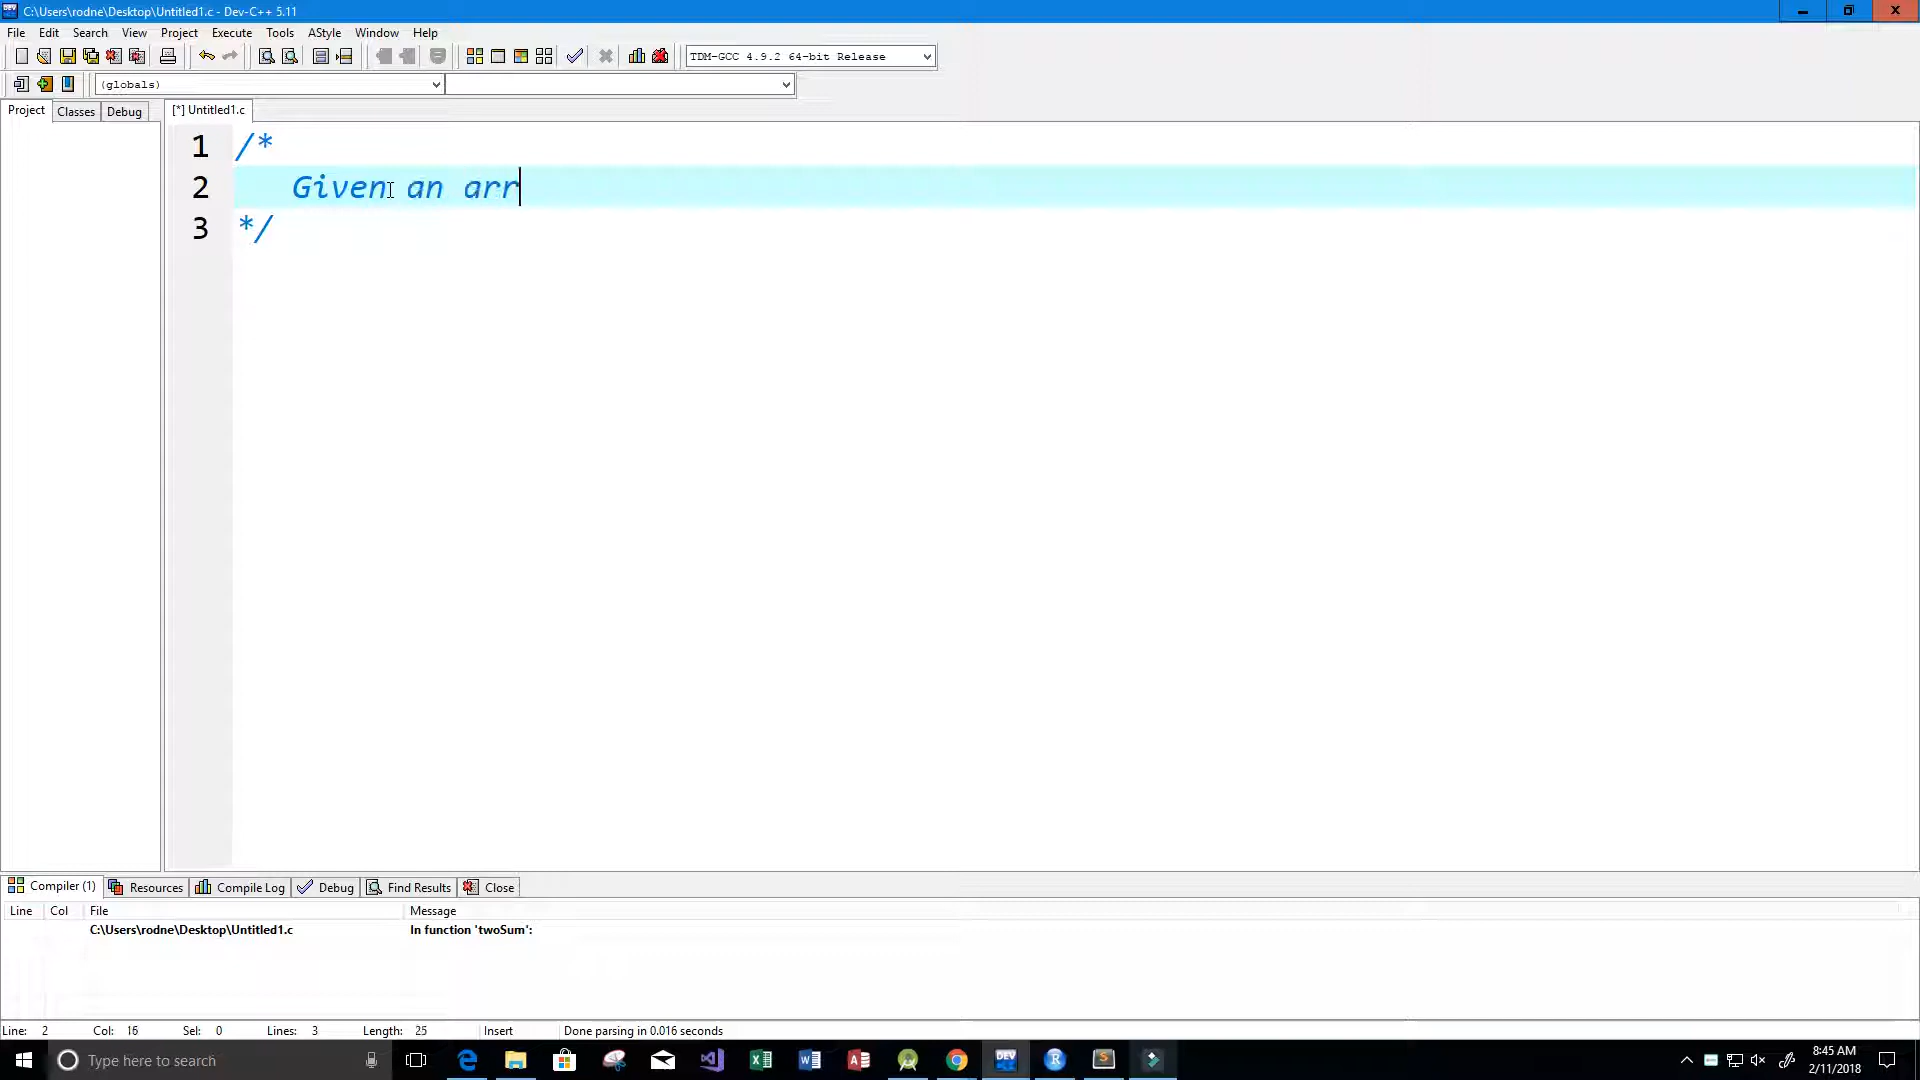 C:\Users\rodne\Desktop\Untitled1.c - Dev-C++ 5.11
File Edit Search View Project Execute Tools AStyle Window Help
TDM-GCC 4.9.2 64-bit Release
(globals)
Project Classes Debug [*] Untitled1.c
1 /*
2 Given an arr
3 */
Compiler (1) Resources Compile Log Debug Find Results Close
Line Col File Message
C:\Users\rodne\Desktop\Untitled1.c In function 'twoSum':
Line: 2 Col: 16 Sel: 0 Lines: 3 Length: 25 Insert Done parsing in 0.016 seconds
Type here to search
DEV
R
S
8:45 AM
2/11/2018